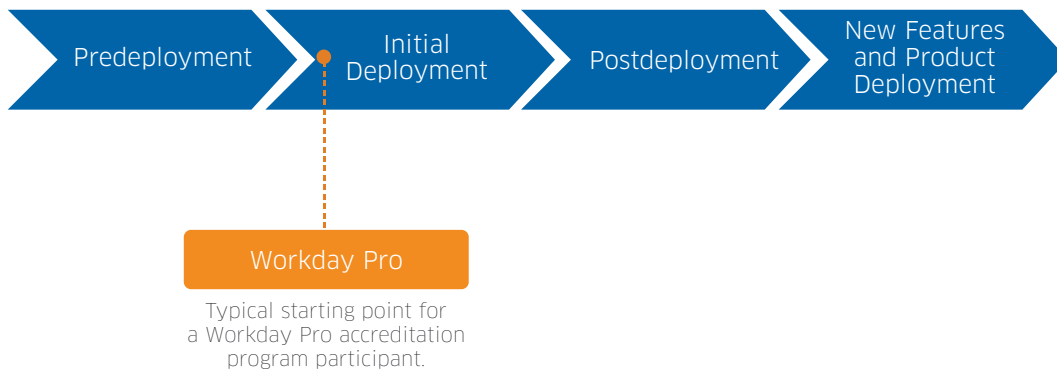 Predeployment
Initial
Deployment
Postdeployment
New Features
and Product
Deployment
Workday Pro
Typical starting point for
a Workday Pro accreditation
program participant.